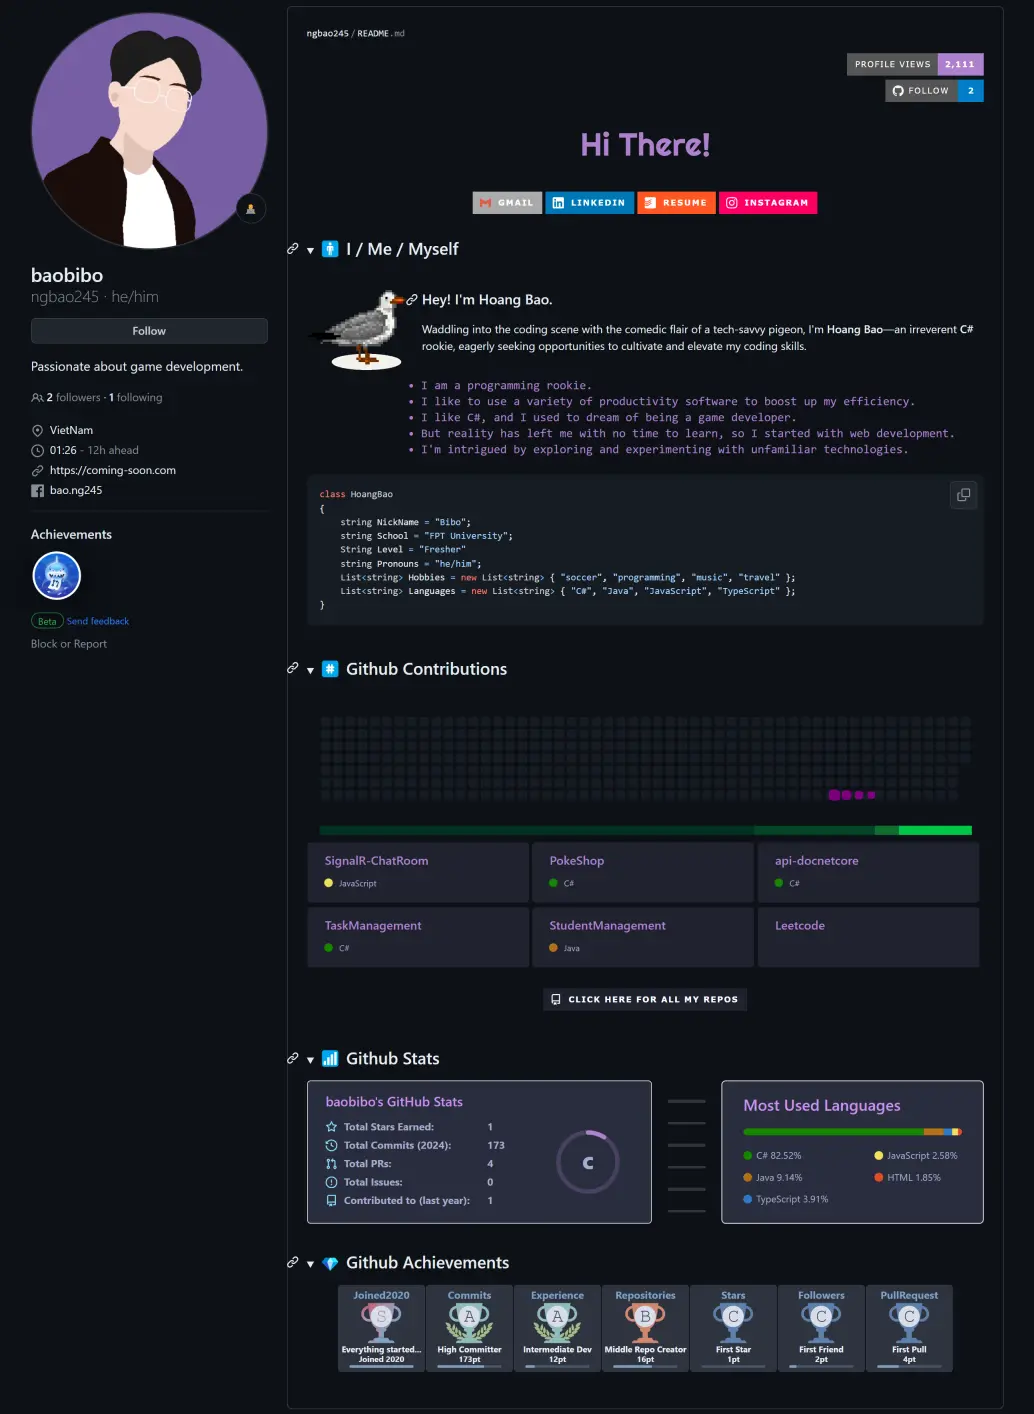 baobibo
ngbao245 · he/him
Follow
Passionate about game development.
2 followers · 1 following
VietNam
01:26 - 12h ahead
https://coming-soon.com
bao.ng245
Achievements
Beta Send feedback
Block or Report
ngbao245 / README.md
PROFILE VIEWS 2,111
FOLLOW 2
Hi There!
GMAIL LINKEDIN RESUME INSTAGRAM
I / Me / Myself
Hey! I'm Hoang Bao.
Waddling into the coding scene with the comedic flair of a tech-savvy pigeon, I'm Hoang Bao—an irreverent C#
rookie, eagerly seeking opportunities to cultivate and elevate my coding skills.
• I am a programming rookie.
• I like to use a variety of productivity software to boost up my efficiency.
• I like C#, and I used to dream of being a game developer.
• But reality has left me with no time to learn, so I started with web development.
• I'm intrigued by exploring and experimenting with unfamiliar technologies.
class HoangBao
{
string NickName = "Bibo";
string School = "FPT University";
String Level = "Fresher"
string Pronouns = "he/him";
List<string> Hobbies = new List<string> { "soccer", "programming", "music", "travel" };
List<string> Languages = new List<string> { "C#", "Java", "JavaScript", "TypeScript" };
}
# Github Contributions
SignalR-ChatRoom
JavaScript
PokeShop
C#
api-docnetcore
C#
TaskManagement
C#
StudentManagement
Java
Leetcode
CLICK HERE FOR ALL MY REPOS
Github Stats
baobibo's GitHub Stats
Total Stars Earned: 1
Total Commits (2024): 173
Total PRs: 4
Total Issues: 0
Contributed to (last year): 1
C
Most Used Languages
C# 82.52%
JavaScript 2.58%
Java 9.14%
HTML 1.85%
TypeScript 3.91%
Github Achievements
Joined2020
S
Everything started...
Joined 2020
Commits
A
High Committer
173pt
Experience
A
Intermediate Dev
12pt
Repositories
B
Middle Repo Creator
16pt
Stars
C
First Star
1pt
Followers
C
First Friend
2pt
PullRequest
C
First Pull
4pt